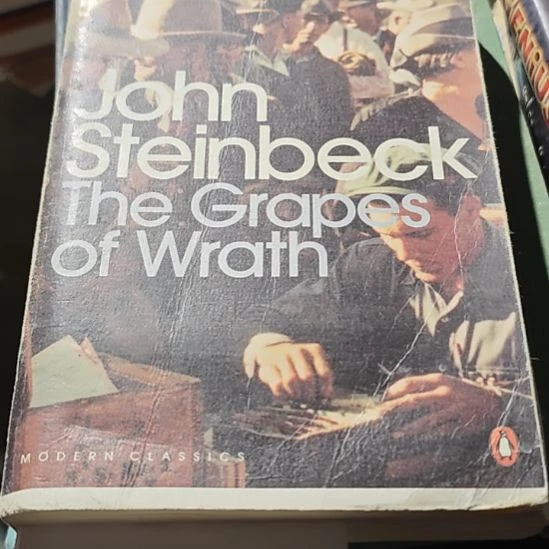 John
Steinbeck
The Grapes
of Wrath
MODERN CLASSICS